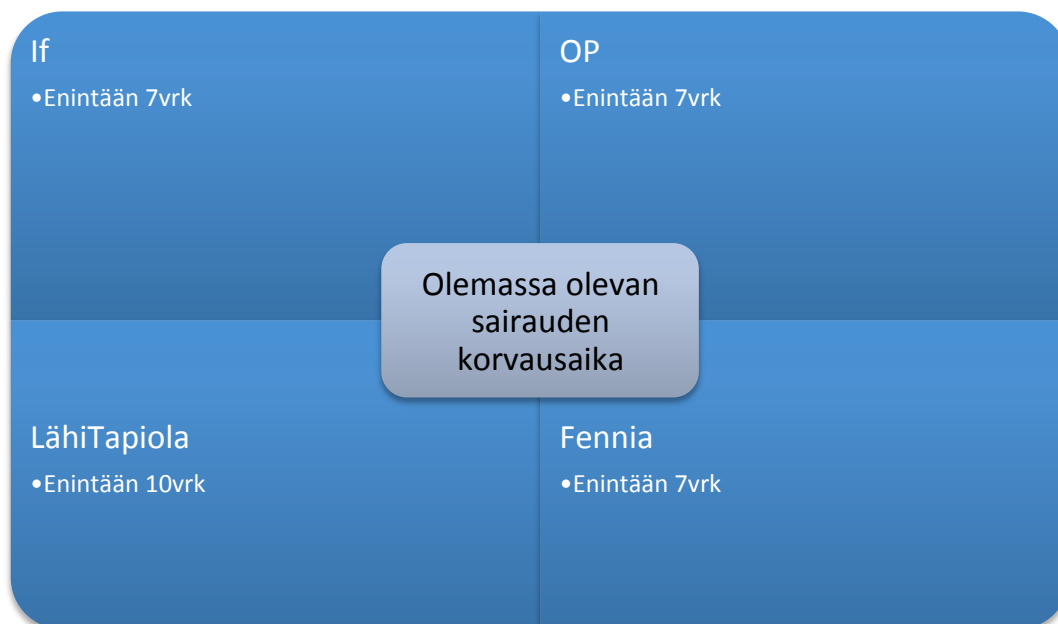 If
•Enintään 7vrk
OP
•Enintään 7vrk
Olemassa olevan
sairauden
korvausaika
LähiTapiola
•Enintään 10vrk
Fennia
•Enintään 7vrk